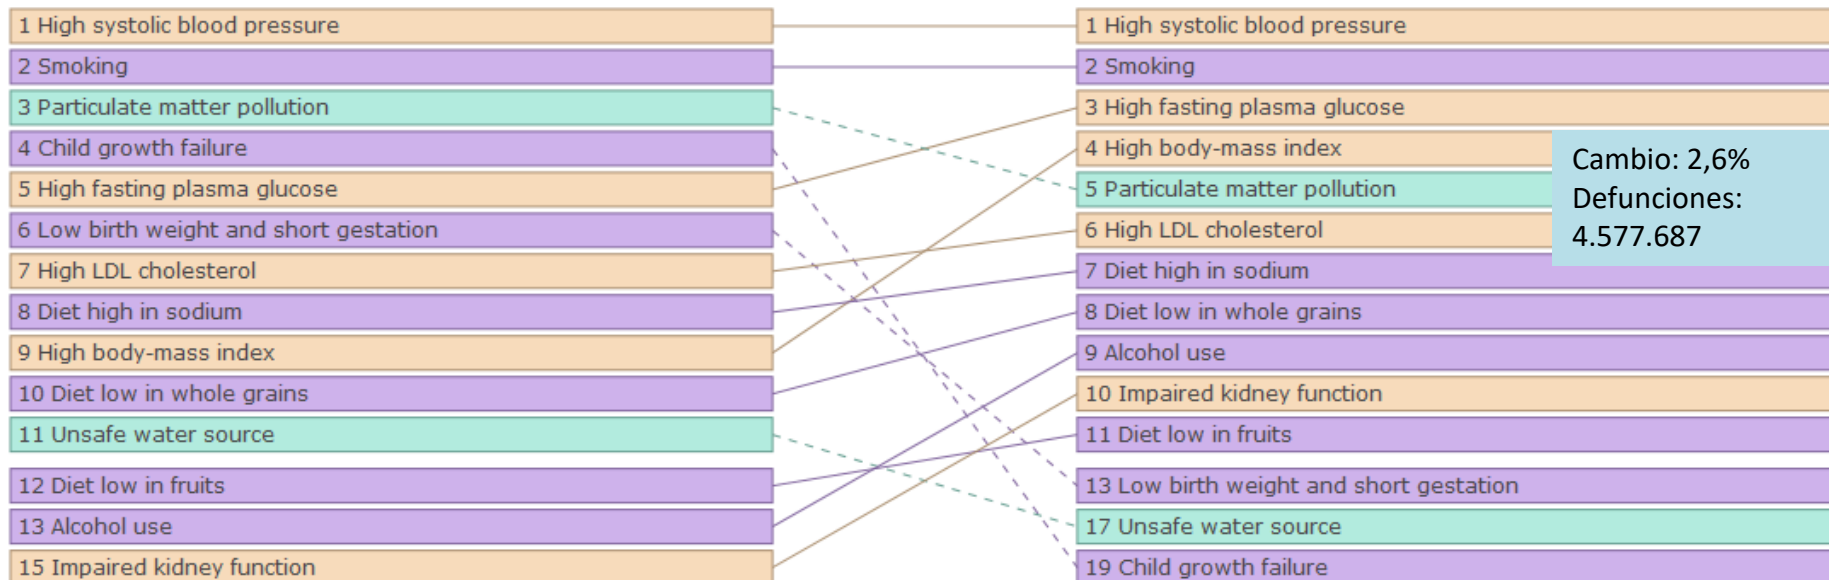 1 High systolic blood pressure
2 Smoking
3 Particulate matter pollution
4 Child growth failure
5 High fasting plasma glucose
6 Low birth weight and short gestation
7 High LDL cholesterol
8 Diet high in sodium
9 High body-mass index
10 Diet low in whole grains
11 Unsafe water source
12 Diet low in fruits
13 Alcohol use
15 Impaired kidney function
1 High systolic blood pressure
2 Smoking
3 High fasting plasma glucose
4 High body-mass index
5 Particulate matter pollution
6 High LDL cholesterol
7 Diet high in sodium
8 Diet low in whole grains
9 Alcohol use
10 Impaired kidney function
11 Diet low in fruits
13 Low birth weight and short gestation
17 Unsafe water source
19 Child growth failure
Cambio: 2,6%
Defunciones:
4.577.687